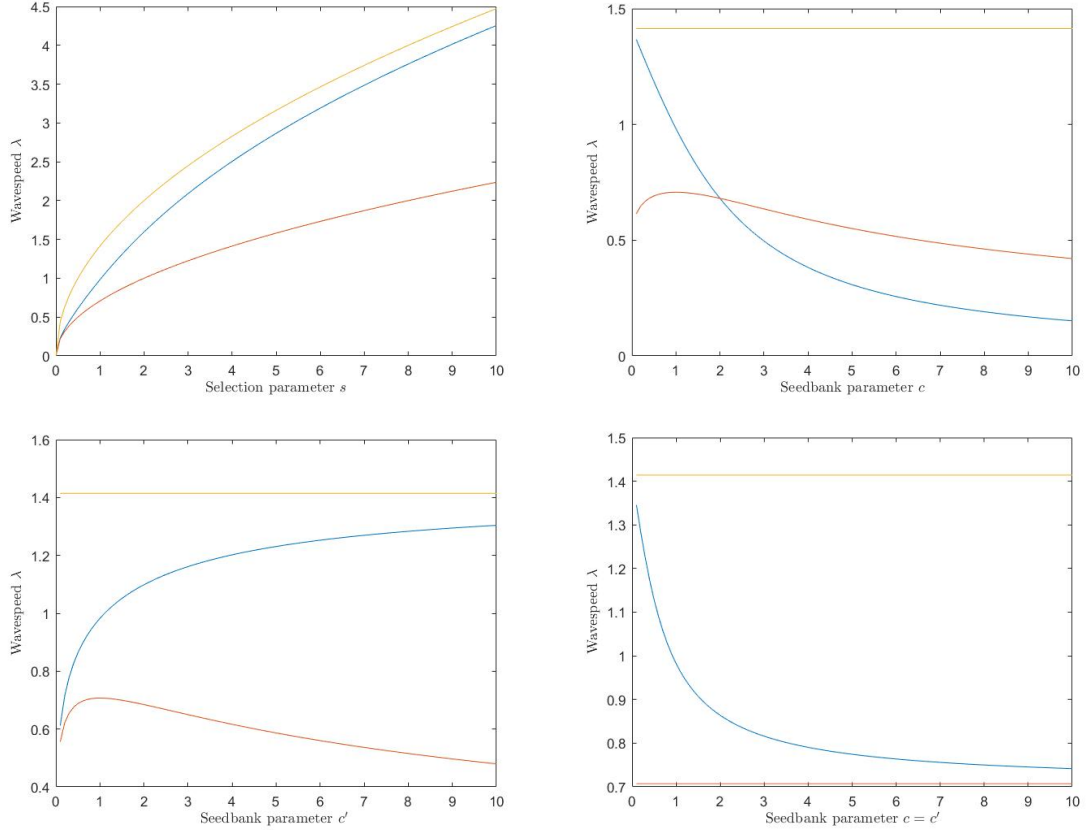 4.5
4
3.5
3
2.5
2
1.5
1
0.5
0
Wavespeed λ
0 1 2 3 4 5 6 7 8 9 10
Selection parameter s
1.5
1
0.5
0
Wavespeed λ
0 1 2 3 4 5 6 7 8 9 10
Seedbank parameter c
1.6
1.4
1.2
1
0.8
0.6
0.4
Wavespeed λ
0 1 2 3 4 5 6 7 8 9 10
Seedbank parameter c′
1.5
1.4
1.3
1.2
1.1
1
0.9
0.8
0.7
Wavespeed λ
0 1 2 3 4 5 6 7 8 9 10
Seedbank parameter c = c′